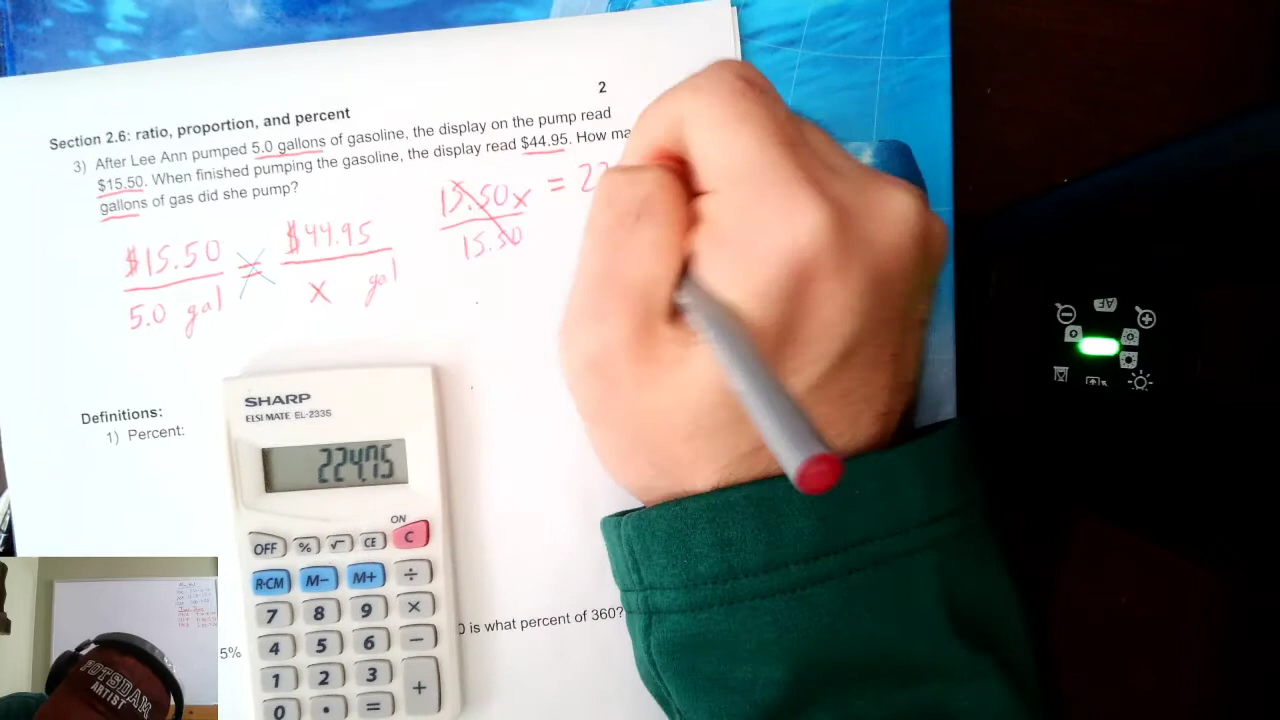 2
Section 2.6: ratio, proportion, and percent
3) After Lee Ann pumped 5.0 gallons of gasoline, the display on the pump read
$15.50. When finished pumping the gasoline, the display read $44.95. How
gallons of gas did she pump?
$15.50 = $44.95
5.0 gal x gal
15.50x = 22
15.50
Definitions:
1) Percent:
SHARP
ELSI MATE EL-233S
224.75
ON
OFF % √ CE C
R·CM M− M+ ÷
7 8 9 ×
4 5 6 −
1 2 3 +
0 • =
5%
0 is what percent of 360?
AF
POTSDAM
ARTIST